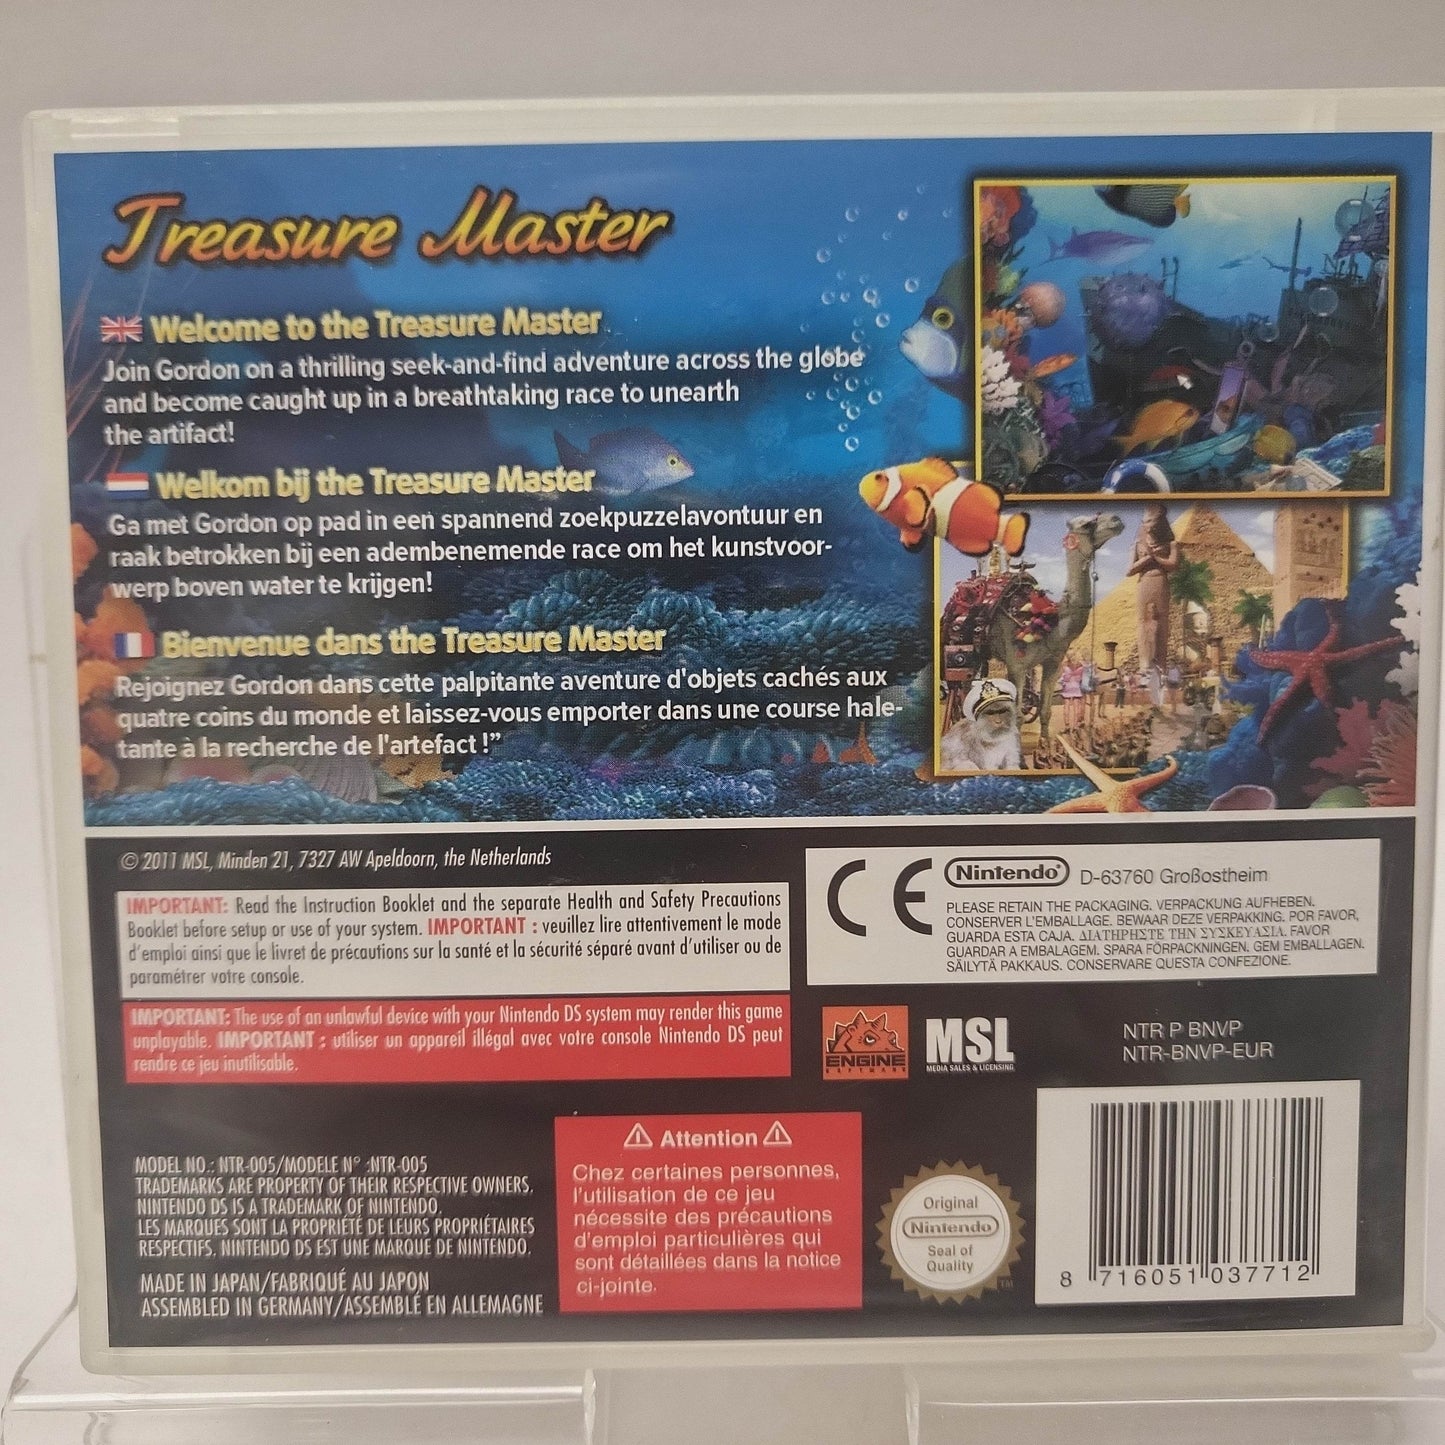 Treasure Master
Welcome to the Treasure Master
Join Gordon on a thrilling seek-and-find adventure across the globe
and become caught up in a breathtaking race to unearth
the artifact!
Welkom bij the Treasure Master
Ga met Gordon op pad in een spannend zoekpuzzelavontuur en
raak betrokken bij een adembenemende race om het kunstvoor-
werp boven water te krijgen!
Bienvenue dans the Treasure Master
Rejoignez Gordon dans cette palpitante aventure d'objets cachés aux
quatre coins du monde et laissez-vous emporter dans une course hale-
tante à la recherche de l'artefact !”
© 2011 MSL, Minden 21, 7327 AW Apeldoorn, the Netherlands
IMPORTANT: Read the Instruction Booklet and the separate Health and Safety Precautions
Booklet before setup or use of your system. IMPORTANT : veuillez lire attentivement le mode
d'emploi ainsi que le livret de précautions sur la santé et la sécurité séparé avant d'utiliser ou de
paramétrer votre console.
IMPORTANT: The use of an unlawful device with your Nintendo DS system may render this game
unplayable. IMPORTANT : utiliser un appareil illégal avec votre console Nintendo DS peut
rendre ce jeu inutilisable.
MODEL NO.: NTR-005/MODELE N° :NTR-005
TRADEMARKS ARE PROPERTY OF THEIR RESPECTIVE OWNERS.
NINTENDO DS IS A TRADEMARK OF NINTENDO.
LES MARQUES SONT LA PROPRIÉTÉ DE LEURS PROPRIÉTAIRES
RESPECTIFS. NINTENDO DS EST UNE MARQUE DE NINTENDO.
MADE IN JAPAN/FABRIQUÉ AU JAPON
ASSEMBLED IN GERMANY/ASSEMBLÉ EN ALLEMAGNE
Attention
Chez certaines personnes,
l'utilisation de ce jeu
nécessite des précautions
d'emploi particulières qui
sont détaillées dans la notice
ci-jointe.
CE Nintendo® D-63760 Großostheim
PLEASE RETAIN THE PACKAGING. VERPACKUNG AUFHEBEN.
CONSERVER L'EMBALLAGE. BEWAAR DEZE VERPAKKING. POR FAVOR,
GUARDA ESTA CAJA. ΔΙΑΤΗΡΗΣΤΕ ΤΗΝ ΣΥΣΚΕΥΑΣΙΑ. FAVOR
GUARDAR A EMBALAGEM. SPARA FÖRPACKNINGEN. GEM EMBALLAGEN.
SÄILYTÄ PAKKAUS. CONSERVARE QUESTA CONFEZIONE.
ENGINE
SOFTWARE
MSL
MEDIA SALES & LICENSING
NTR P BNVP
NTR-BNVP-EUR
Original
Nintendo
Seal of
Quality
TM
8 716051 037712